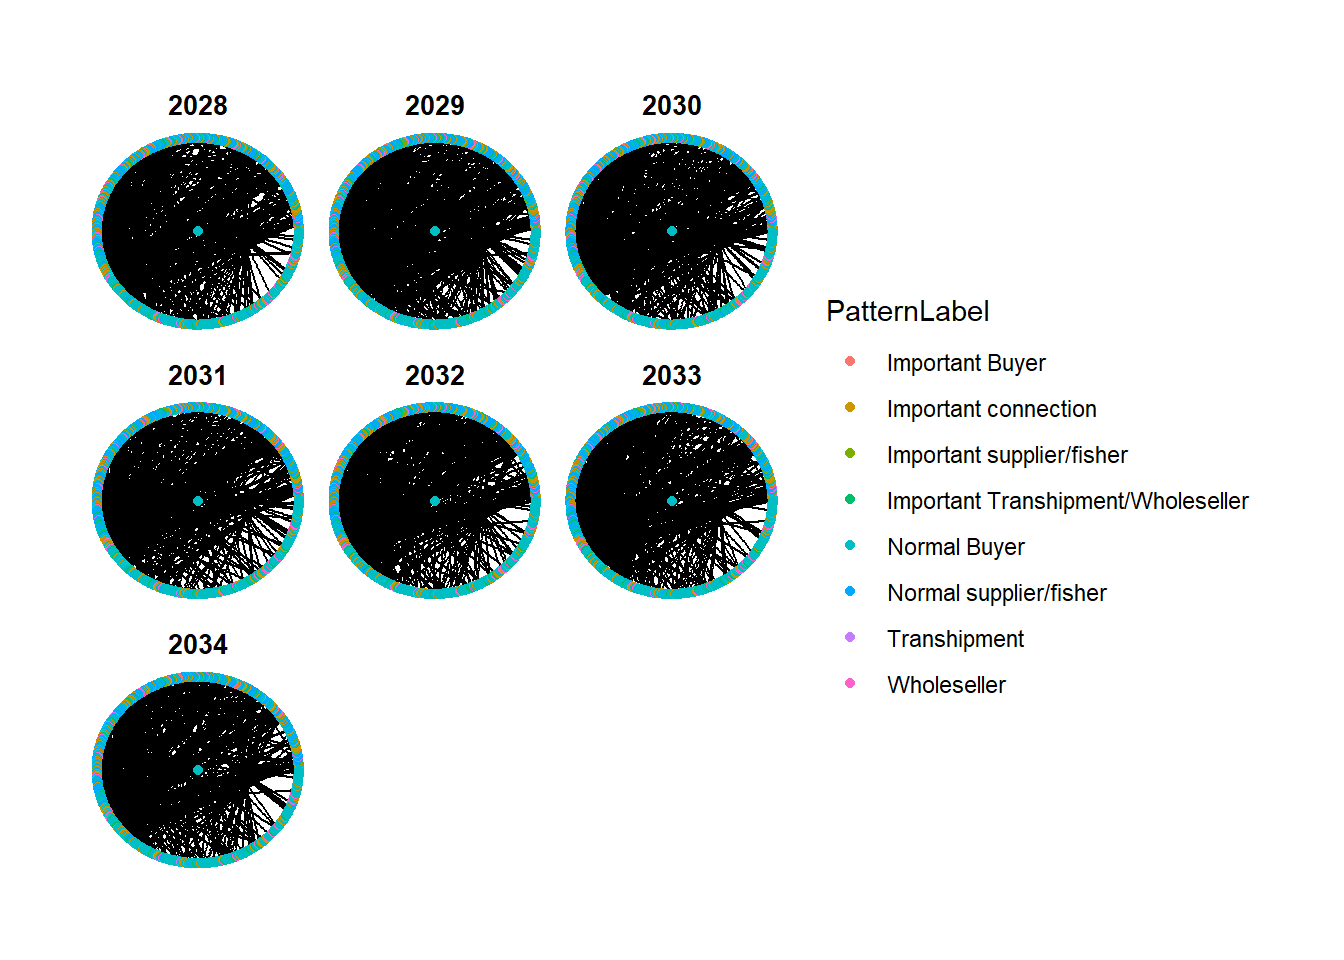 2028
2029
2030
2031
2032
2033
2034
PatternLabel
Important Buyer
Important connection
Important supplier/fisher
Important Transhipment/Wholeseller
Normal Buyer
Normal supplier/fisher
Transhipment
Wholeseller